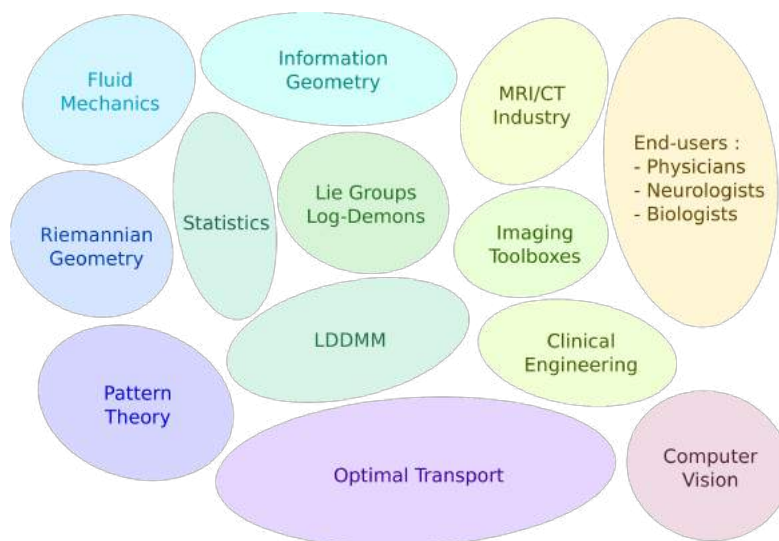 Fluid
Mechanics
Information
Geometry
MRI/CT
Industry
End-users :
- Physicians
- Neurologists
- Biologists
Riemannian
Geometry
Statistics
Lie Groups
Log-Demons
Imaging
Toolboxes
LDDMM
Clinical
Engineering
Pattern
Theory
Optimal Transport
Computer
Vision